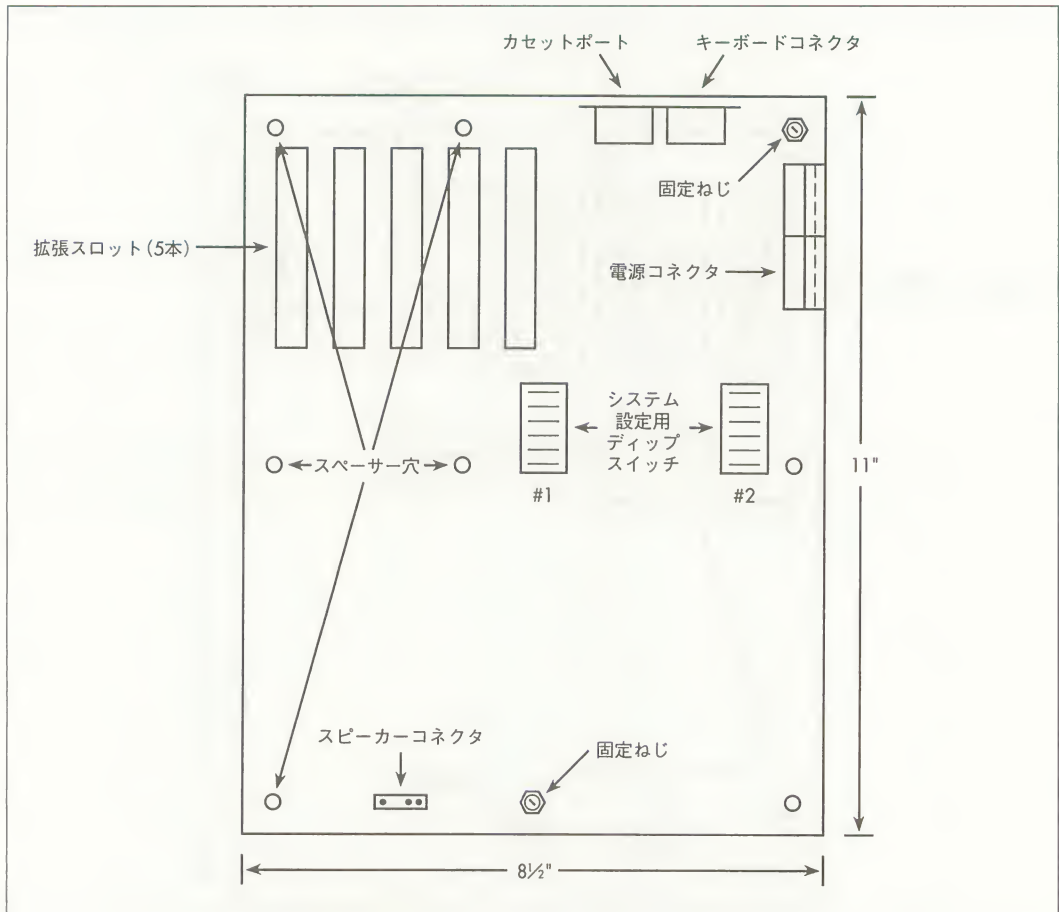 カセットポート
キーボードコネクタ
固定ねじ
拡張スロット(5本)
電源コネクタ
システム
設定用
ディップ
スイッチ
スペーサー穴
11"
#1
#2
スピーカーコネクタ
固定ねじ
8½"